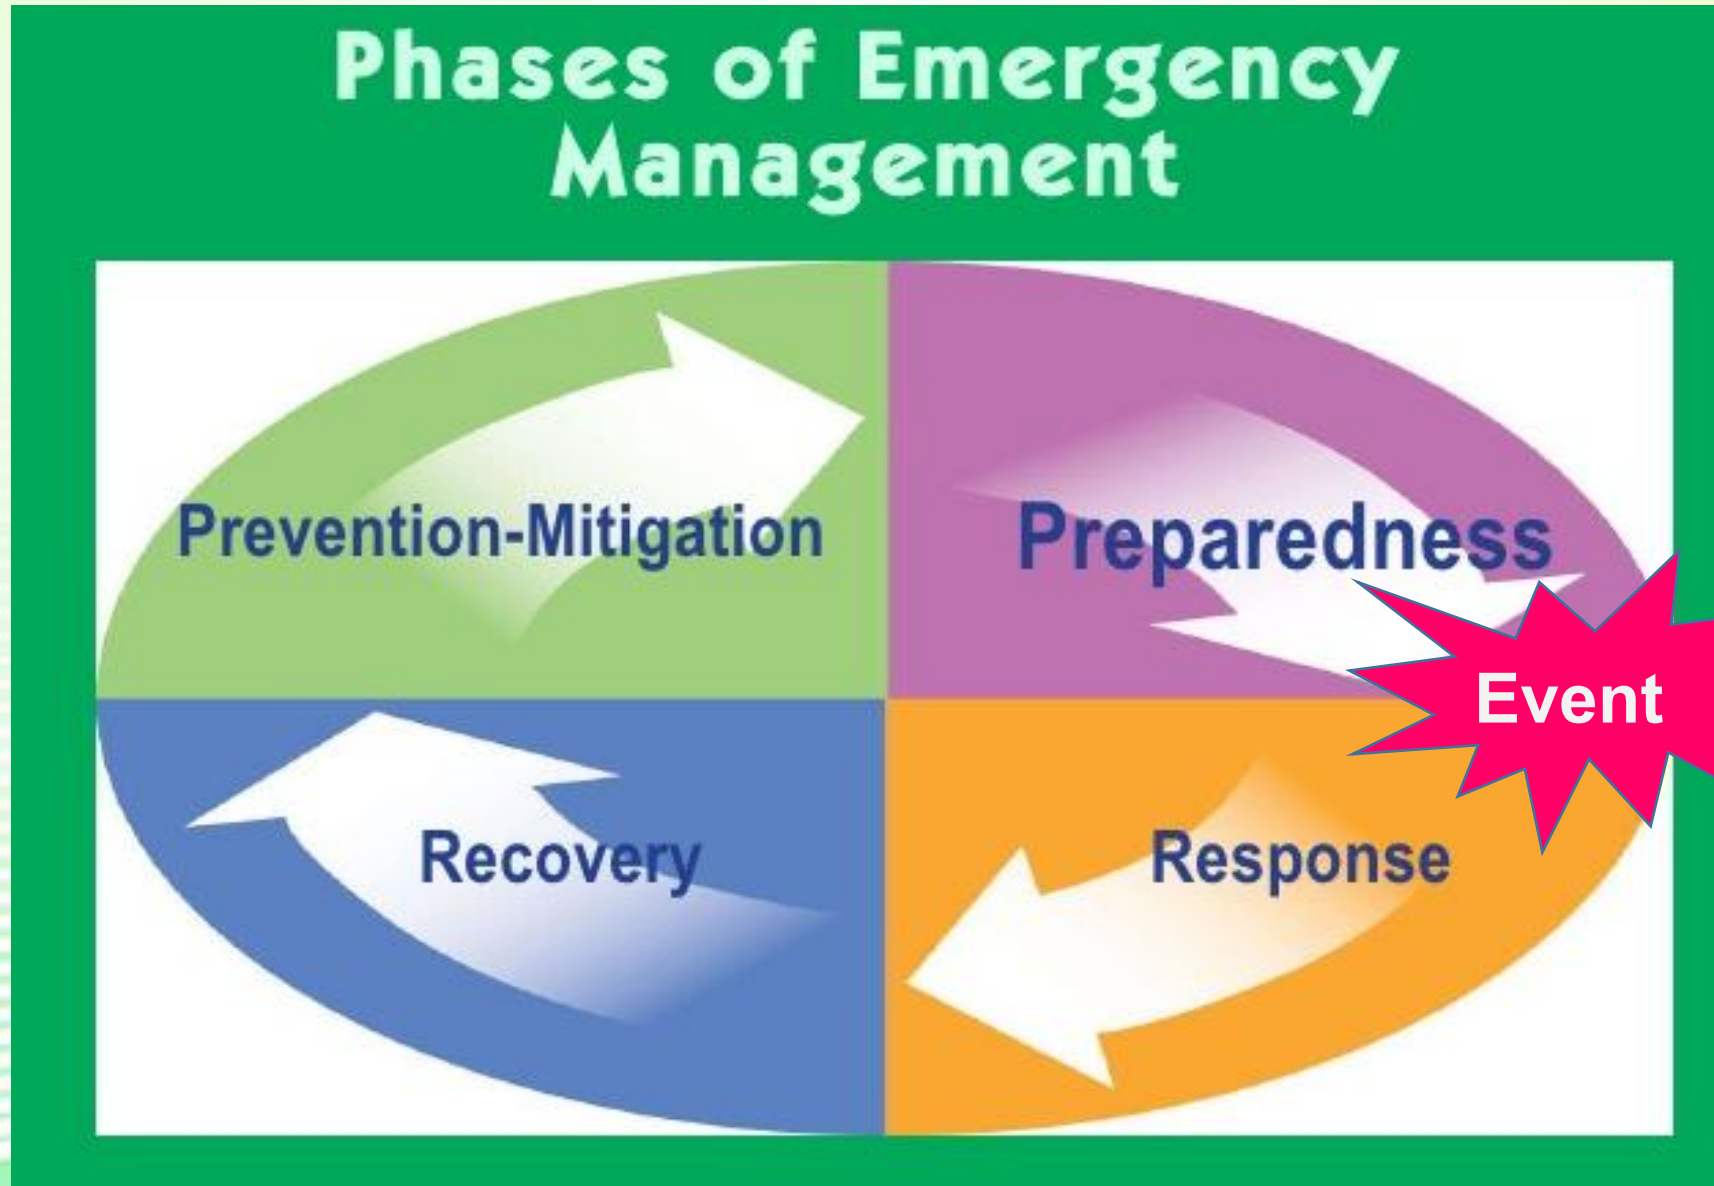 Phases of Emergency
Management
Prevention-Mitigation
Preparedness
Event
Recovery
Response